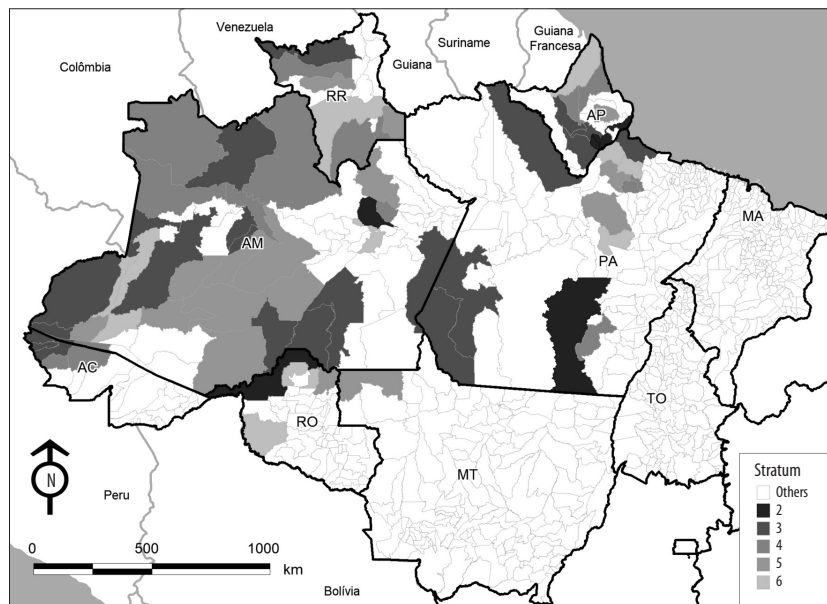 Venezuela
Guiana
Francesa
Suriname
Colômbia
Guiana
RR
AP
AM
MA
PA
AC
TO
RO
MT
N
Peru
Bolívia
0 500 1000
km
Stratum
Others
2
3
4
5
6